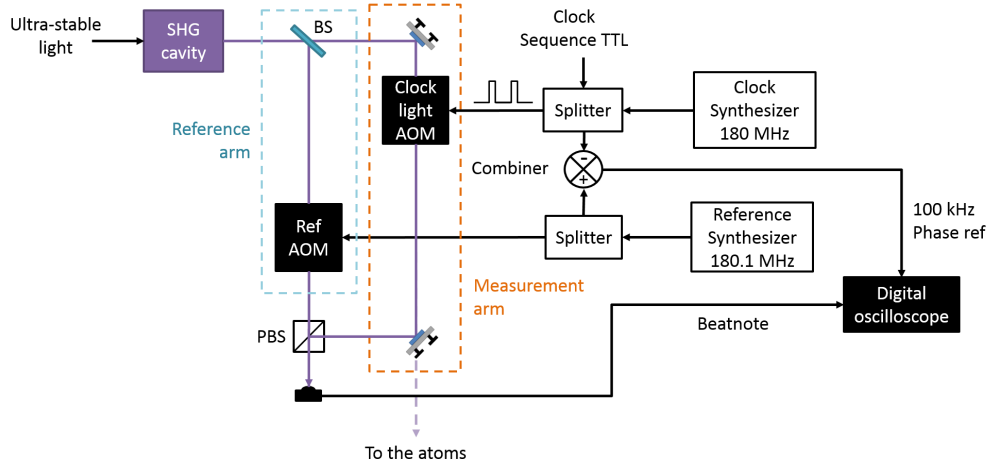 Ultra-stable
light
SHG
cavity
BS
Clock
Sequence TTL
Clock
light
AOM
Splitter
Clock
Synthesizer
180 MHz
Reference
arm
Combiner
-
+
Ref
AOM
Splitter
Reference
Synthesizer
180.1 MHz
100 kHz
Phase ref
Measurement
arm
Digital
oscilloscope
PBS
Beatnote
To the atoms